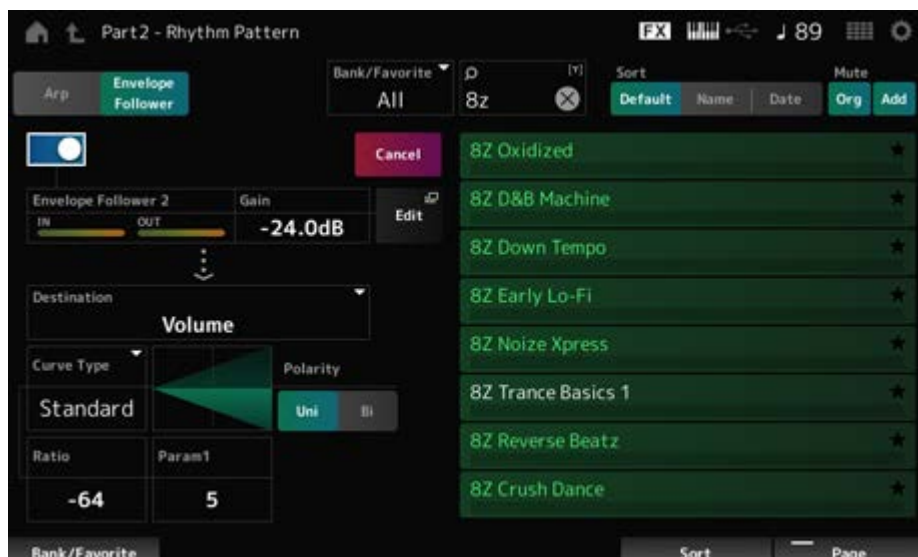 Part2 - Rhythm Pattern
FX
♩ 89
Arp
Envelope
Follower
Bank/Favorite
All
[Y]
8z
Sort
Default
Name
Date
Mute
Org
Add
Cancel
Envelope Follower 2
IN
OUT
Gain
-24.0dB
Edit
Destination
Volume
Curve Type
Standard
Polarity
Uni
Bi
Ratio
-64
Param1
5
8Z Oxidized
8Z D&B Machine
8Z Down Tempo
8Z Early Lo-Fi
8Z Noize Xpress
8Z Trance Basics 1
8Z Reverse Beatz
8Z Crush Dance
Bank/Favorite
Sort
Page